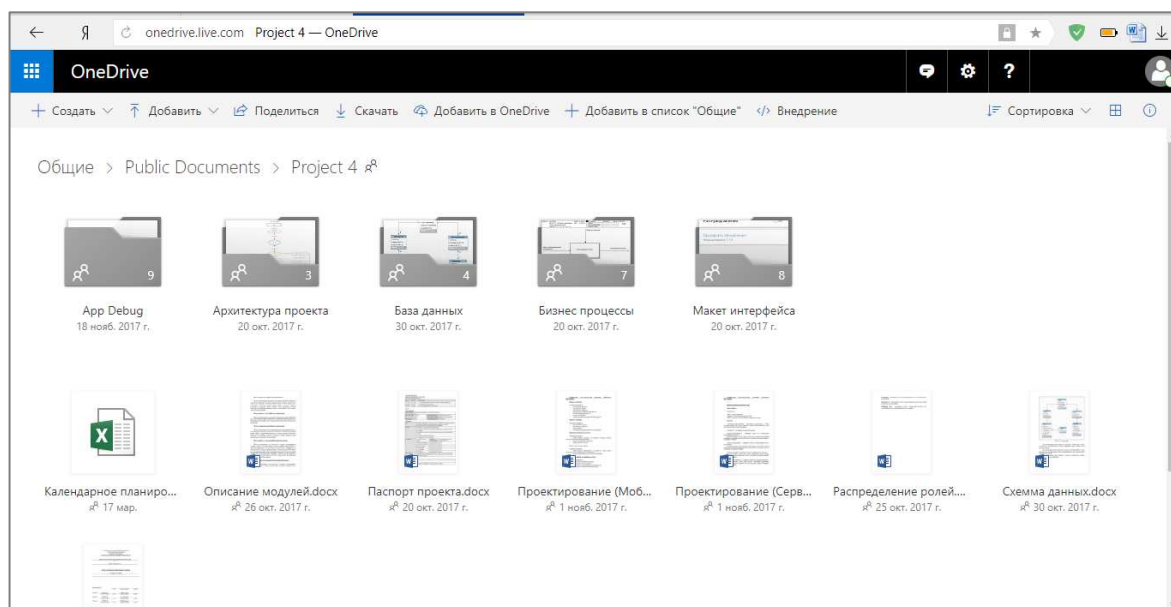 Я onedrive.live.com Project 4 — OneDrive
OneDrive
Создать Добавить Поделиться Скачать Добавить в OneDrive Добавить в список "Общие" Внедрение Сортировка
Общие > Public Documents > Project 4
9 3 4 7 8
App Debug Архитектура проекта База данных Бизнес процессы Макет интерфейса
18 нояб. 2017 г. 20 окт. 2017 г. 30 окт. 2017 г. 20 окт. 2017 г. 20 окт. 2017 г.
Календарное планиро... Описание модулей.docx Паспорт проекта.docx Проектирование (Моб... Проектирование (Серв... Распределение ролей.... Схемма данных.docx
17 мар. 26 окт. 2017 г. 20 окт. 2017 г. 1 нояб. 2017 г. 1 нояб. 2017 г. 25 окт. 2017 г. 30 окт. 2017 г.